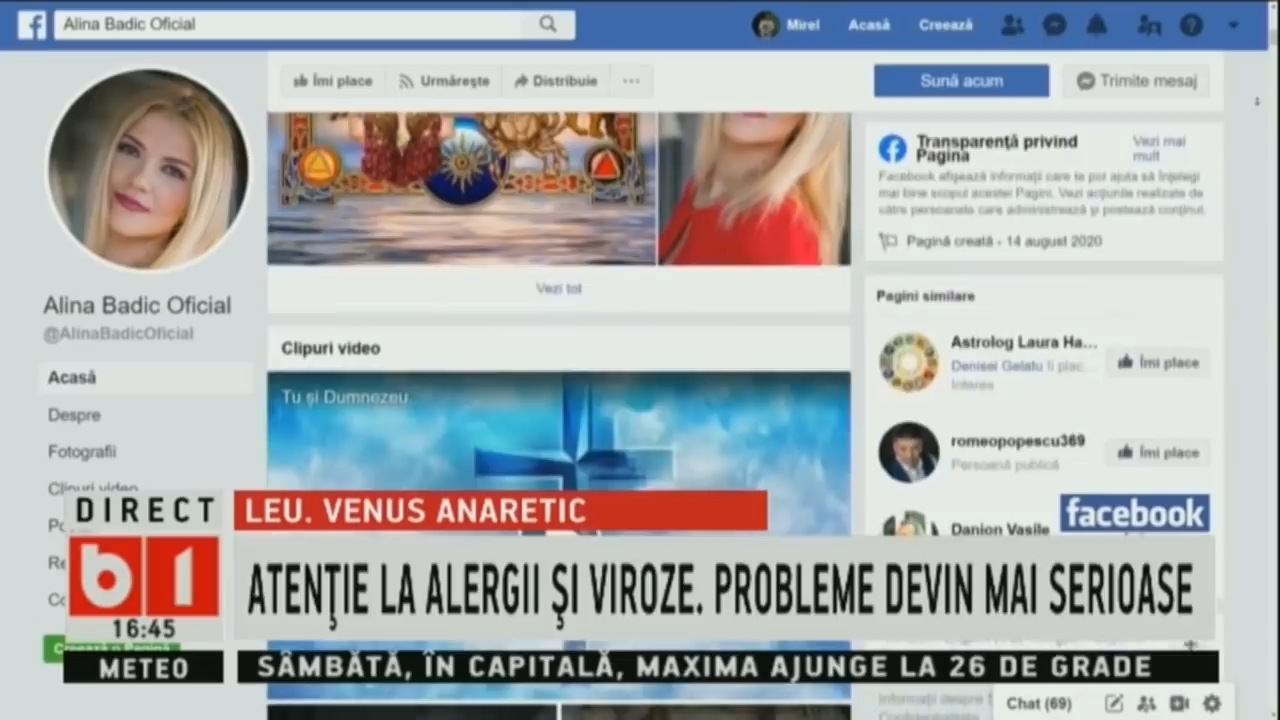 Alina Badic Oficial
Mirel
Acasă
Creează
Îmi place
Urmărește
Distribuie
Sună acum
Trimite mesaj
Transparență privind
Pagina
Vezi mai
mult
Facebook afișează informații care te pot ajuta să înțelegi
mai bine scopul acestei Pagini. Vezi acțiunile realizate de
către persoanele care administrează și postează conținut.
Pagină creată - 14 august 2020
Vezi tot
Alina Badic Oficial
@AlinaBadicOficial
Acasă
Despre
Fotografii
Clipuri video
Clipuri video
Tu și Dumnezeu
Pagini similare
Astrolog Laura Ha...
Denisei Gelatu îi plac...
Interes
Îmi place
romeopopescu369
Persoană publică
Îmi place
Danion Vasile
facebook
DIRECT
LEU. VENUS ANARETIC
b1
ATENŢIE LA ALERGII ŞI VIROZE. PROBLEME DEVIN MAI SERIOASE
16:45
METEO
SÂMBĂTĂ, ÎN CAPITALĂ, MAXIMA AJUNGE LA 26 DE GRADE
Chat (69)